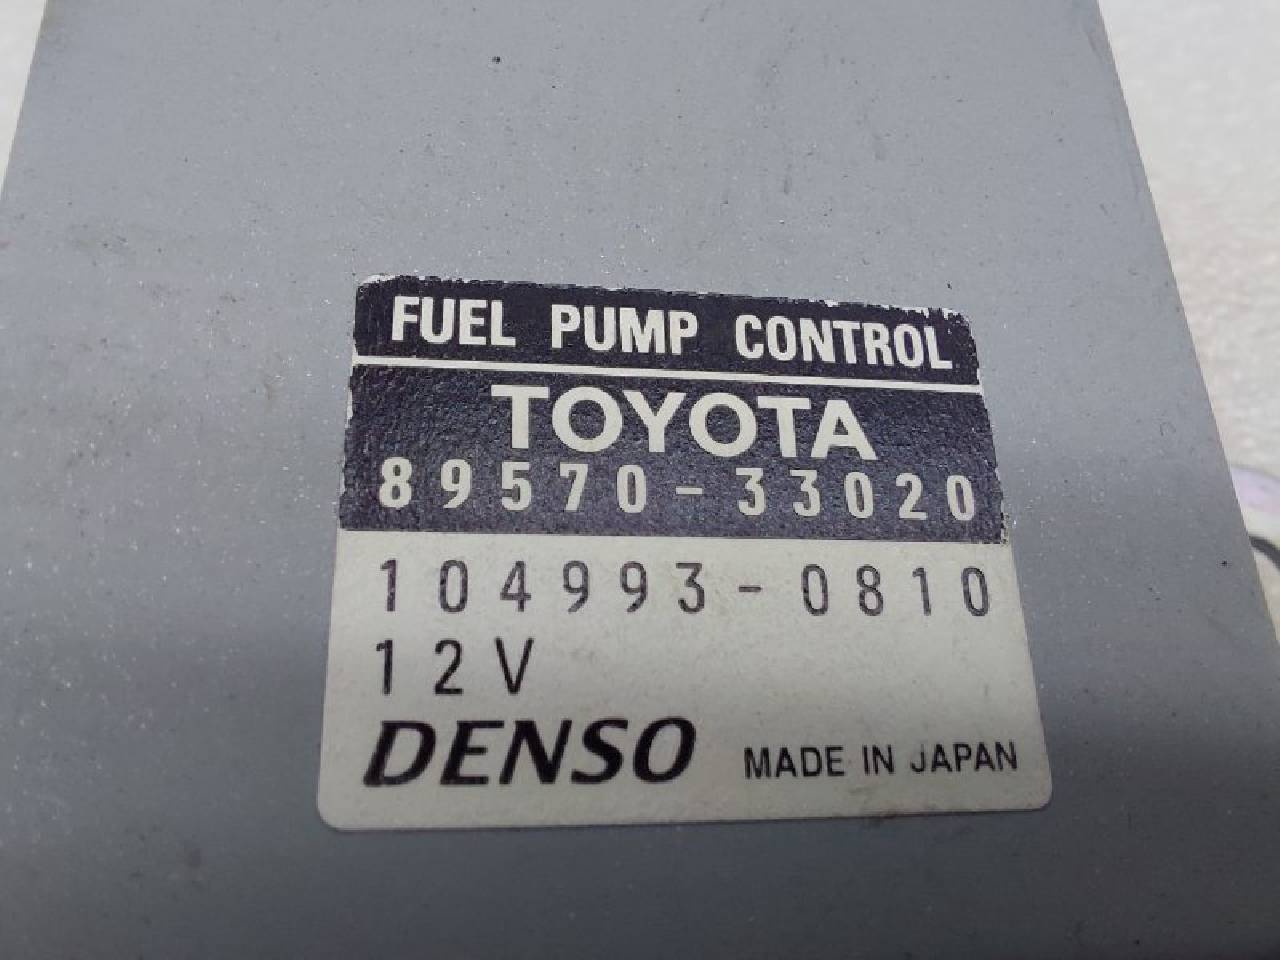 FUEL PUMP CONTROL
TOYOTA
89570-33020
104993-0810
12V
DENSO MADE IN JAPAN